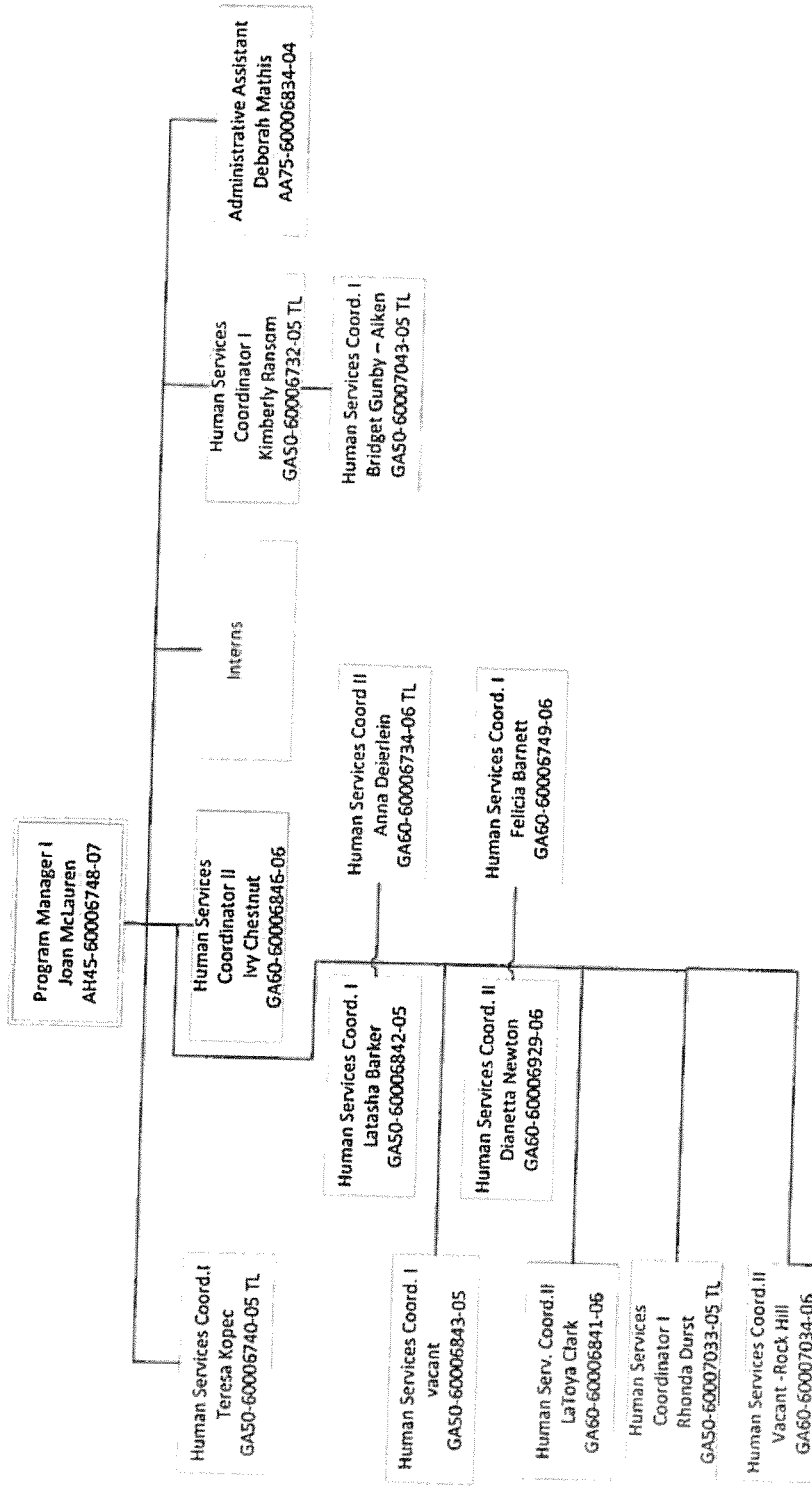 Program Manager I
Joan McLauren
AH45-60006748-07
Human Services Coord.I
Teresa Kopec
GA50-60006740-05 TL
Human Services
Coordinator II
Ivy Chestnut
GA60-60006846-06
Interns
Human Services
Coordinator I
Kimberly Ransom
GA50-60006732-05 TL
Administrative Assistant
Deborah Mathis
AA75-60006834-04
Human Services Coord. I
Latasha Barker
GA50-60006842-05
Human Services Coord II
Anna Deierlein
GA60-60006734-06 TL
Human Services Coord. I
Bridget Gunby – Aiken
GA50-60007043-05 TL
Human Services Coord. I
vacant
GA50-60006843-05
Human Services Coord. II
Dianetta Newton
GA60-60006929-06
Human Services Coord. I
Felicia Barnett
GA60-60006749-06
Human Serv. Coord.II
LaToya Clark
GA60-60006841-06
Human Services
Coordinator I
Rhonda Durst
GA50-60007033-05 TL
Human Services Coord.II
Vacant -Rock Hill
GA60-60007034-06